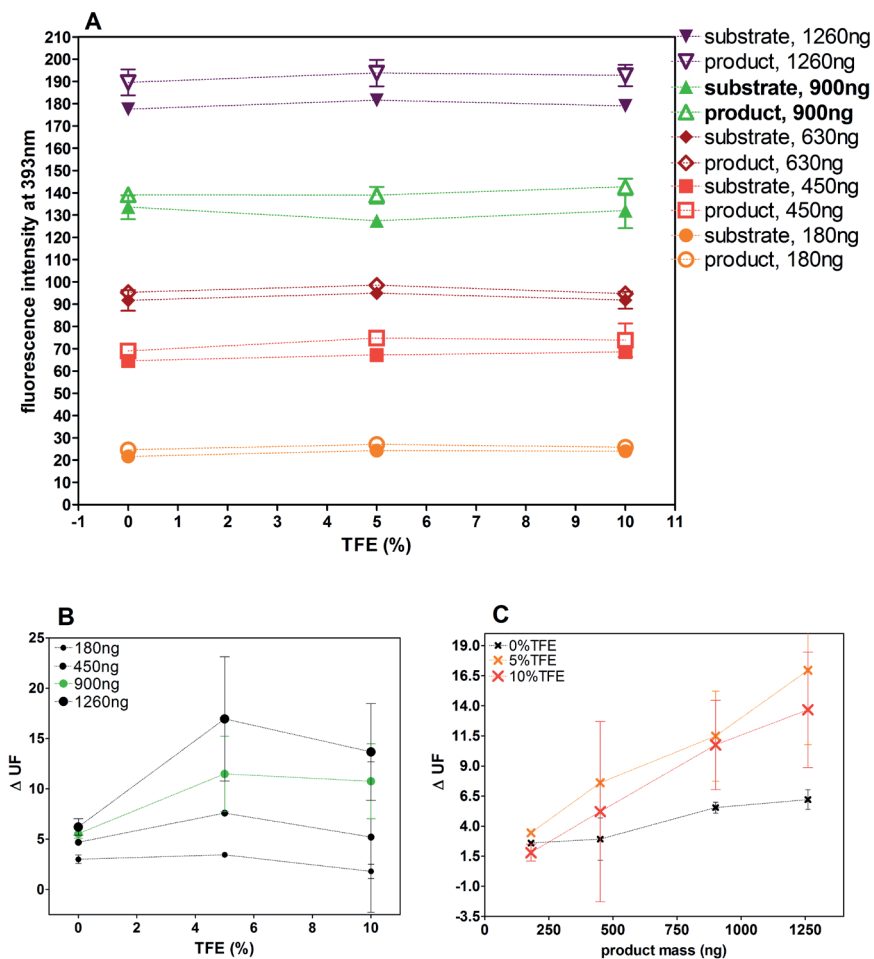 A
210
200
190
180
170
160
150
140
130
120
110
100
90
80
70
60
50
40
30
20
10
0
fluorescence intensity at 393nm
-1 0 1 2 3 4 5 6 7 8 9 10 11
TFE (%)
substrate, 1260ng
product, 1260ng
substrate, 900ng
product, 900ng
substrate, 630ng
product, 630ng
substrate, 450ng
product, 450ng
substrate, 180ng
product, 180ng
B
180ng
450ng
900ng
1260ng
25
20
15
10
5
0
Δ UF
0 2 4 6 8 10
TFE (%)
C
0%TFE
5%TFE
10%TFE
19.0
16.5
14.0
11.5
9.0
6.5
4.0
1.5
-1.0
-3.5
Δ UF
0 250 500 750 1000 1250
product mass (ng)